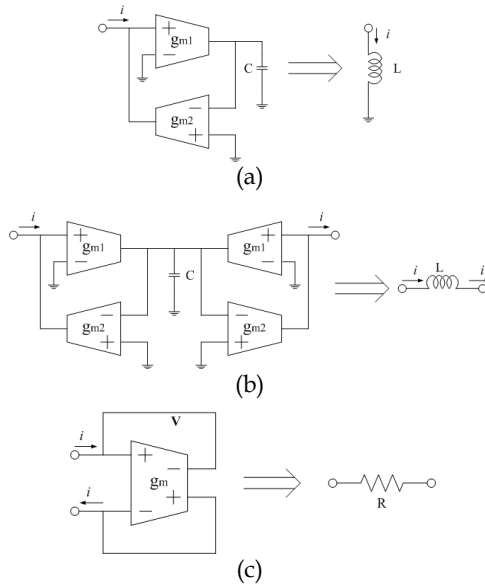 i
+
−
gm1
C
−
+
gm2
i
L
(a)
i
+
−
gm1
C
−
+
gm2
+
−
gm1
i
−
+
gm2
i
L
i
(b)
V
i
+
−
gm
+
−
i
R
(c)